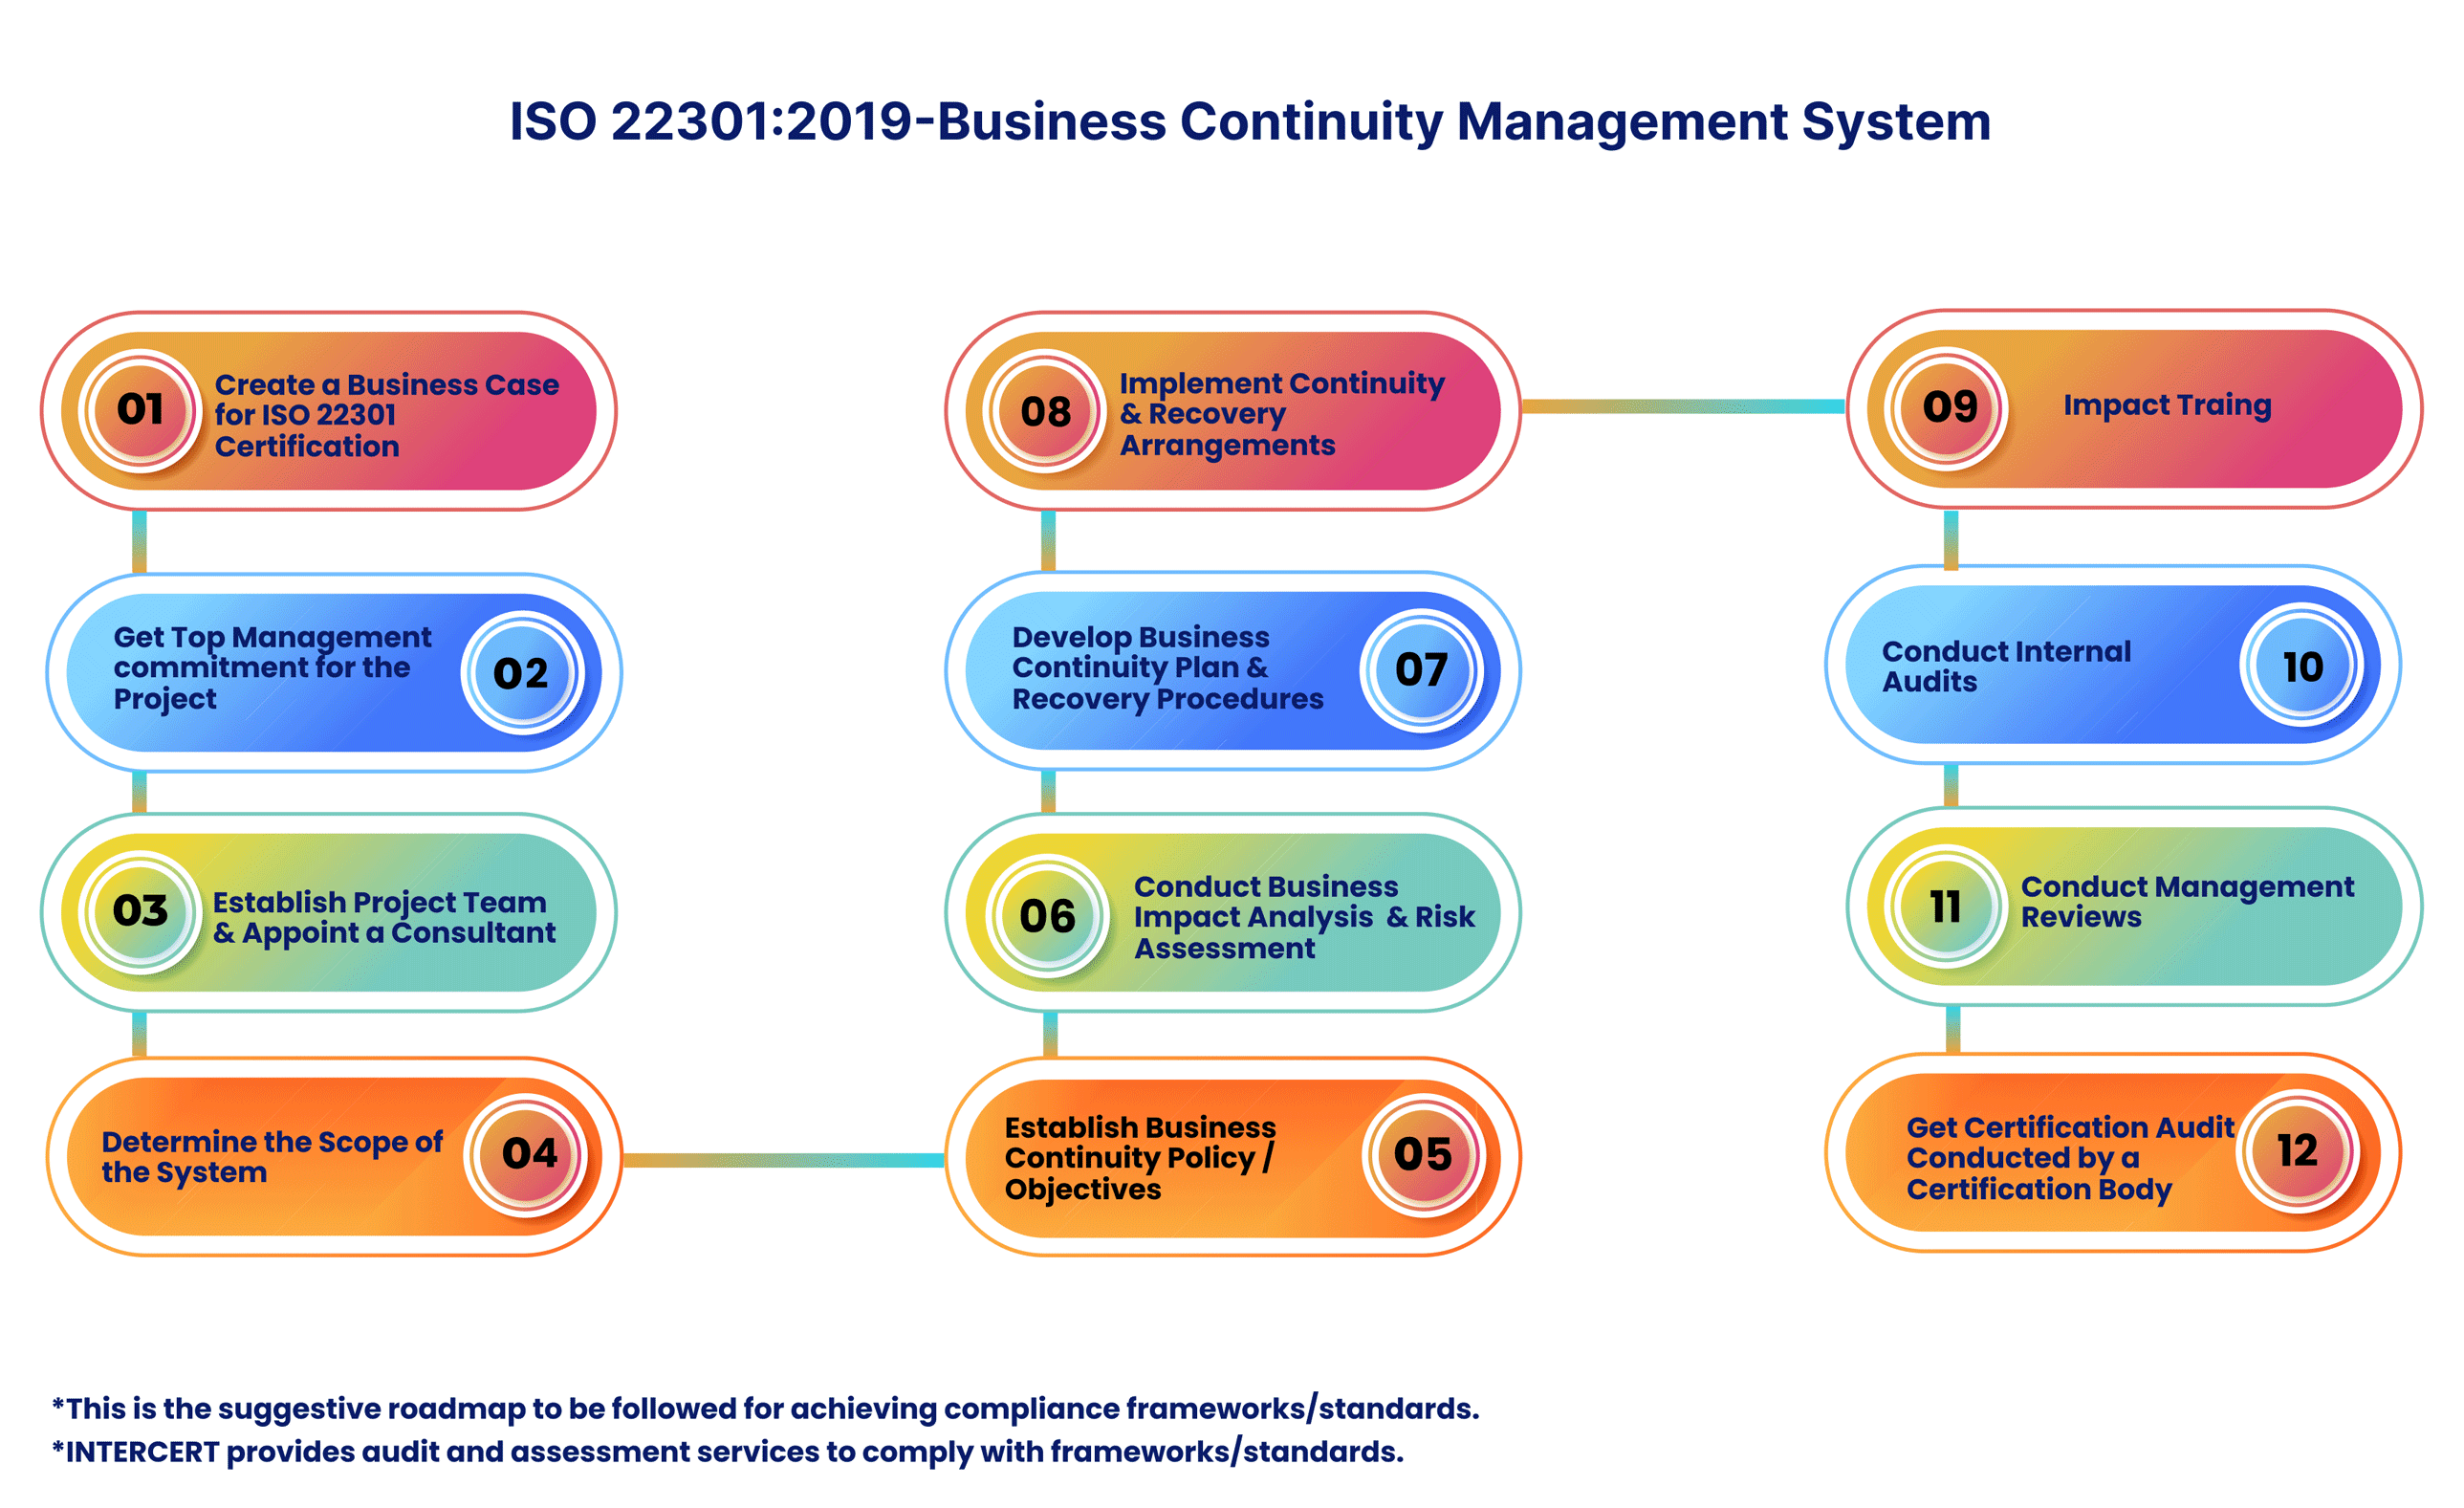 ISO 22301:2019-Business Continuity Management System
01
Create a Business Case
for ISO 22301
Certification
Get Top Management
commitment for the
Project
02
03
Establish Project Team
& Appoint a Consultant
Determine the Scope of
the System
04
Establish Business
Continuity Policy /
Objectives
05
06
Conduct Business
Impact Analysis & Risk
Assessment
Develop Business
Continuity Plan &
Recovery Procedures
07
08
Implement Continuity
& Recovery
Arrangements
09
Impact Traing
Conduct Internal
Audits
10
11
Conduct Management
Reviews
Get Certification Audit
Conducted by a
Certification Body
12
*This is the suggestive roadmap to be followed for achieving compliance frameworks/standards.
*INTERCERT provides audit and assessment services to comply with frameworks/standards.